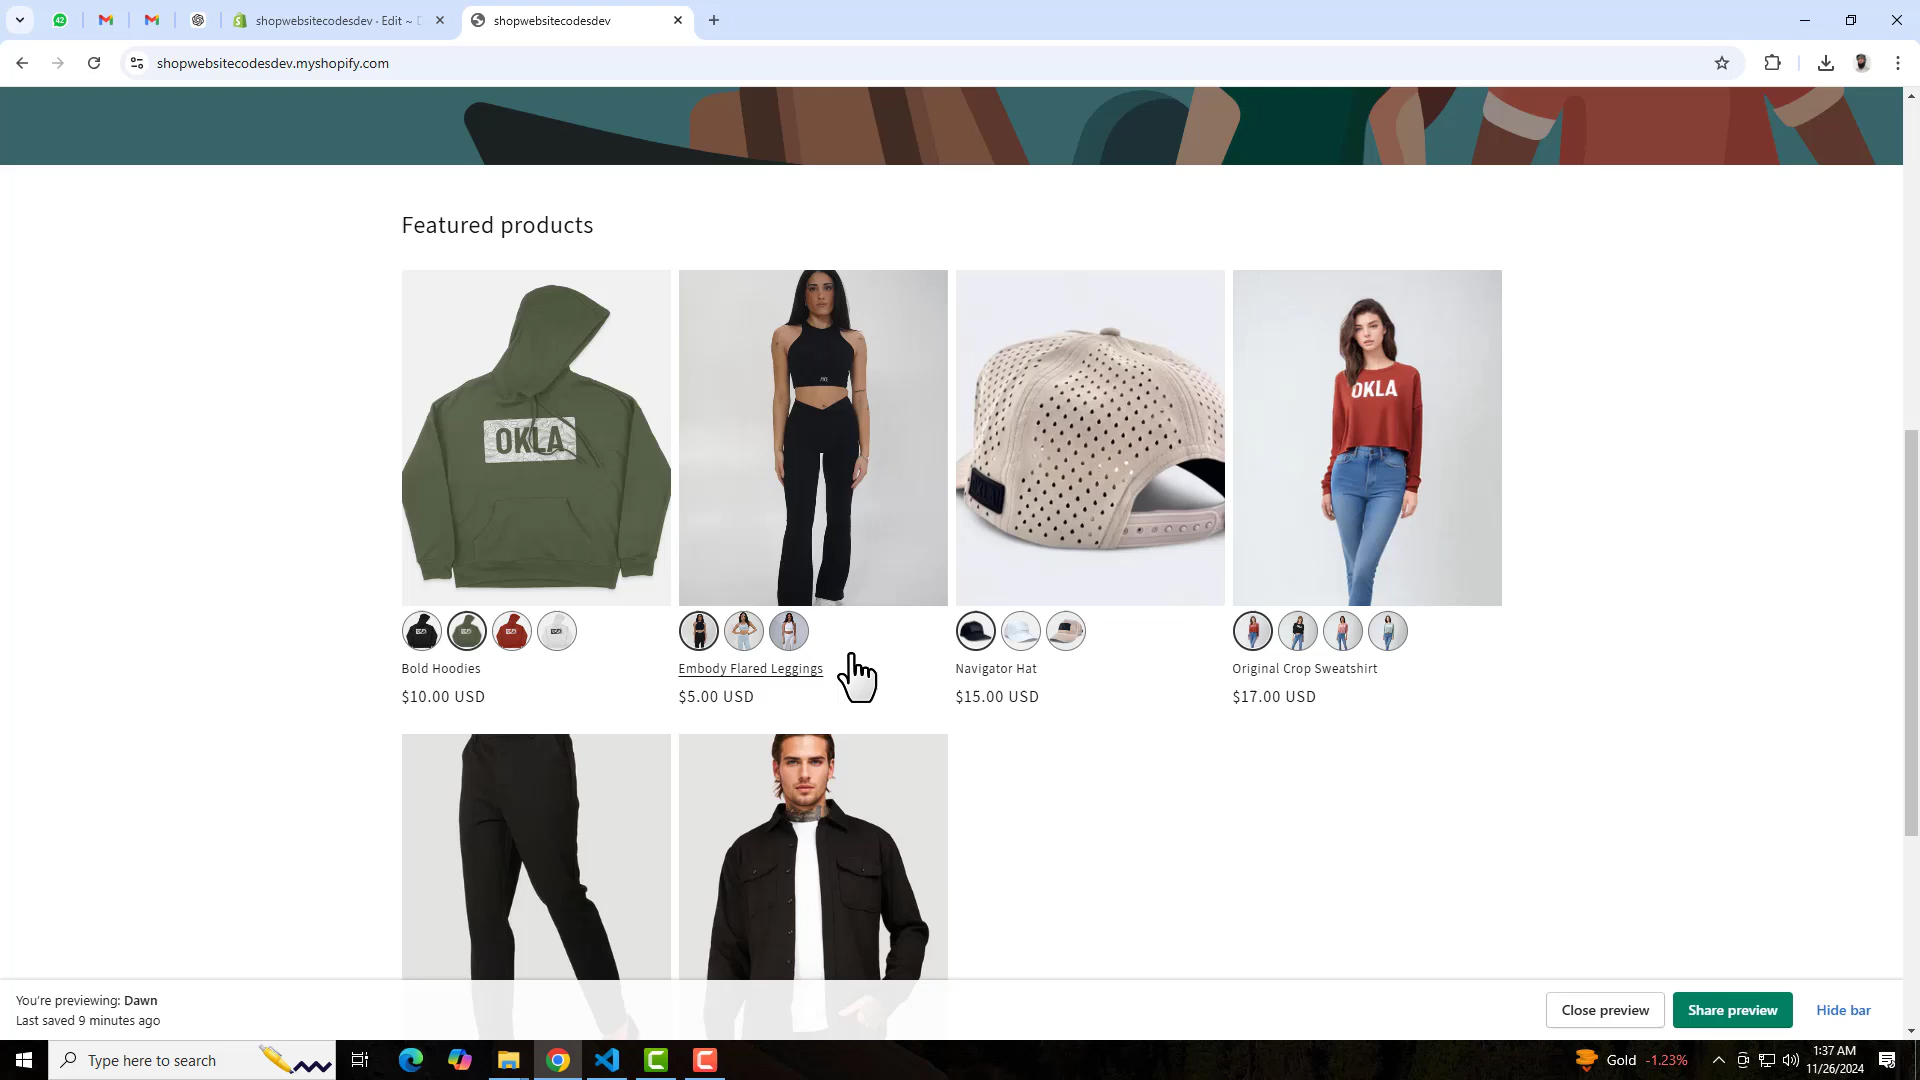 42
shopwebsitecodesdev · Edit ~ D
shopwebsitecodesdev
shopwebsitecodesdev.myshopify.com
Featured products
OKLA
OKLA
Bold Hoodies
Embody Flared Leggings
Navigator Hat
Original Crop Sweatshirt
$10.00 USD
$5.00 USD
$15.00 USD
$17.00 USD
You're previewing: Dawn
Last saved 9 minutes ago
Close preview
Share preview
Hide bar
Type here to search
Gold -1.23%
1:37 AM
11/26/2024